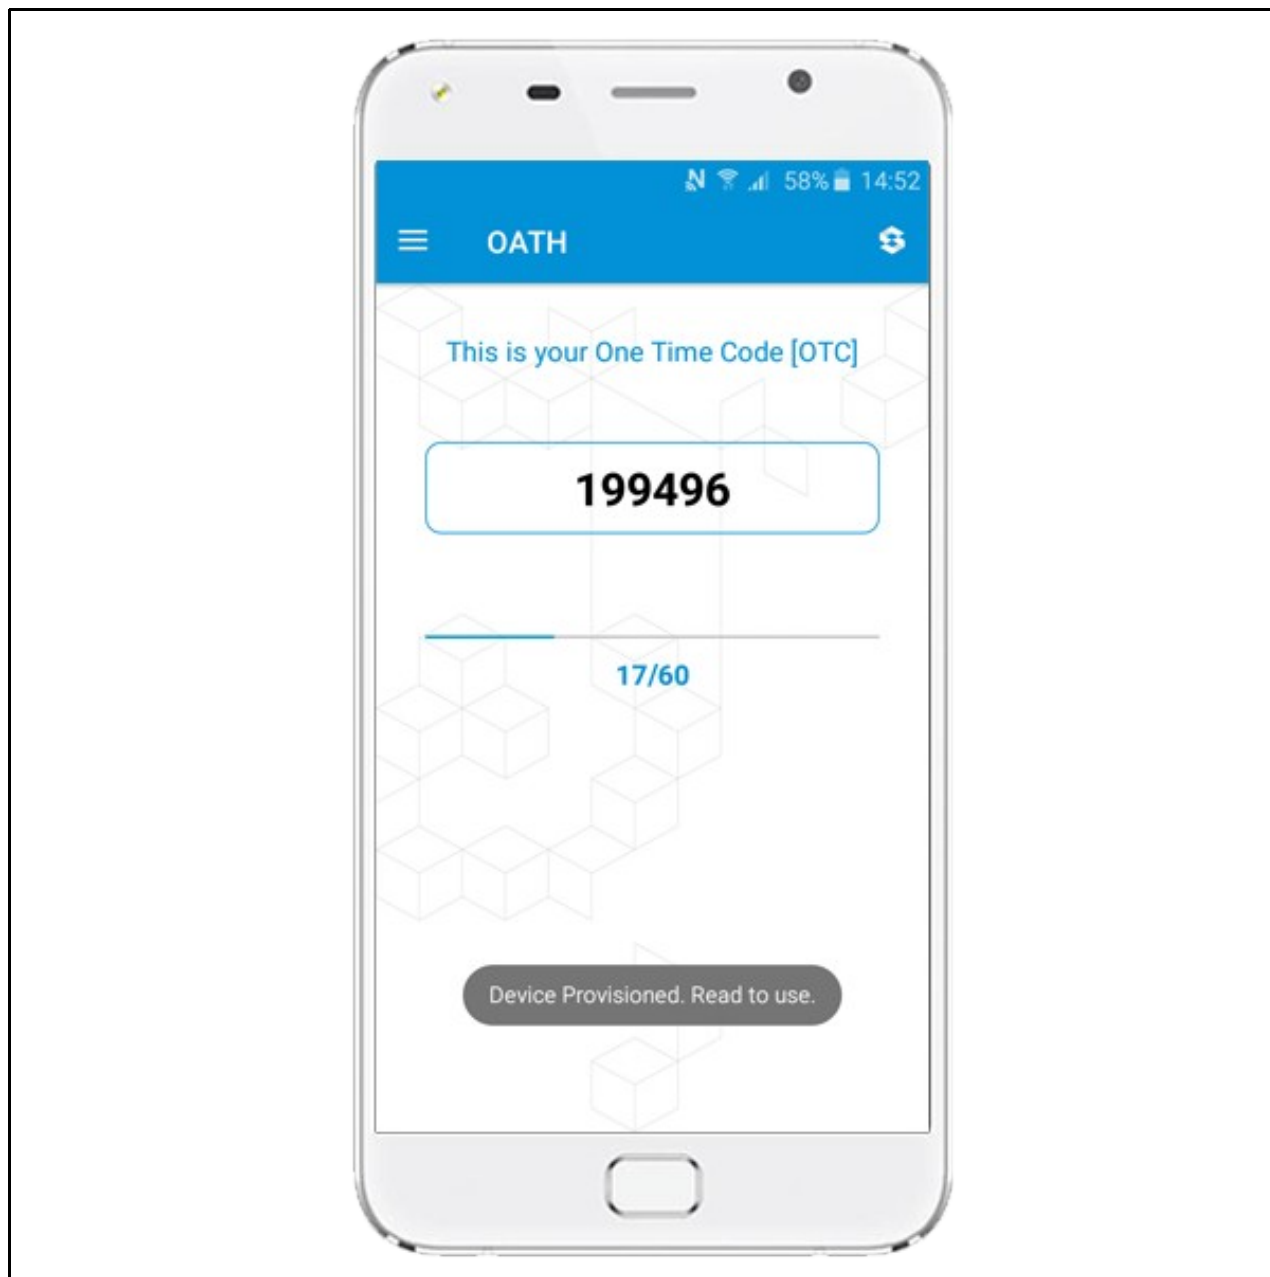 58% 14:52
OATH
This is your One Time Code [OTC]
199496
17/60
Device Provisioned. Read to use.